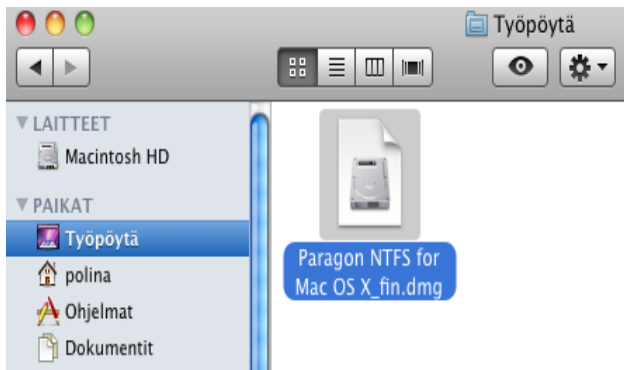 Työpöytä
LAITTEET
Macintosh HD
PAIKAT
Työpöytä
polina
Ohjelmat
Dokumentit
Paragon NTFS for
Mac OS X_fin.dmg